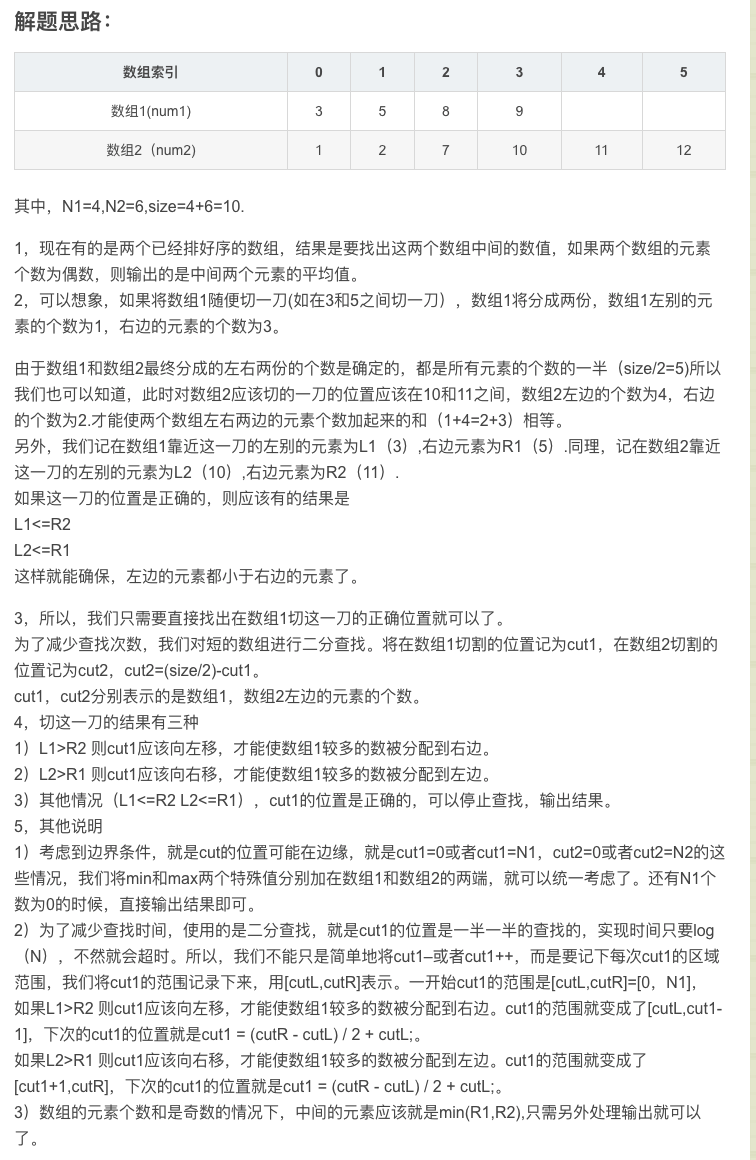 解题思路：
数组索引 0 1 2 3 4 5
数组1(num1) 3 5 8 9
数组2（num2) 1 2 7 10 11 12
其中，N1=4,N2=6,size=4+6=10.
1，现在有的是两个已经排好序的数组，结果是要找出这两个数组中间的数值，如果两个数组的元素
个数为偶数，则输出的是中间两个元素的平均值。
2，可以想象，如果将数组1随便切一刀(如在3和5之间切一刀），数组1将分成两份，数组1左别的元
素的个数为1，右边的元素的个数为3。
由于数组1和数组2最终分成的左右两份的个数是确定的，都是所有元素的个数的一半（size/2=5)所以
我们也可以知道，此时对数组2应该切的一刀的位置应该在10和11之间，数组2左边的个数为4，右边
的个数为2.才能使两个数组左右两边的元素个数加起来的和（1+4=2+3）相等。
另外，我们记在数组1靠近这一刀的左别的元素为L1（3）,右边元素为R1（5）.同理，记在数组2靠近
这一刀的左别的元素为L2（10）,右边元素为R2（11）.
如果这一刀的位置是正确的，则应该有的结果是
L1<=R2
L2<=R1
这样就能确保，左边的元素都小于右边的元素了。
3，所以，我们只需要直接找出在数组1切这一刀的正确位置就可以了。
为了减少查找次数，我们对短的数组进行二分查找。将在数组1切割的位置记为cut1，在数组2切割的
位置记为cut2，cut2=(size/2)-cut1。
cut1，cut2分别表示的是数组1，数组2左边的元素的个数。
4，切这一刀的结果有三种
1）L1>R2 则cut1应该向左移，才能使数组1较多的数被分配到右边。
2）L2>R1 则cut1应该向右移，才能使数组1较多的数被分配到左边。
3）其他情况（L1<=R2 L2<=R1），cut1的位置是正确的，可以停止查找，输出结果。
5，其他说明
1）考虑到边界条件，就是cut的位置可能在边缘，就是cut1=0或者cut1=N1，cut2=0或者cut2=N2的这
些情况，我们将min和max两个特殊值分别加在数组1和数组2的两端，就可以统一考虑了。还有N1个
数为0的时候，直接输出结果即可。
2）为了减少查找时间，使用的是二分查找，就是cut1的位置是一半一半的查找的，实现时间只要log
（N），不然就会超时。所以，我们不能只是简单地将cut1–或者cut1++，而是要记下每次cut1的区域
范围，我们将cut1的范围记录下来，用[cutL,cutR]表示。一开始cut1的范围是[cutL,cutR]=[0，N1]，
如果L1>R2 则cut1应该向左移，才能使数组1较多的数被分配到右边。cut1的范围就变成了[cutL,cut1-
1]，下次的cut1的位置就是cut1 = (cutR - cutL) / 2 + cutL;。
如果L2>R1 则cut1应该向右移，才能使数组1较多的数被分配到左边。cut1的范围就变成了
[cut1+1,cutR]，下次的cut1的位置就是cut1 = (cutR - cutL) / 2 + cutL;。
3）数组的元素个数和是奇数的情况下，中间的元素应该就是min(R1,R2),只需另外处理输出就可以
了。